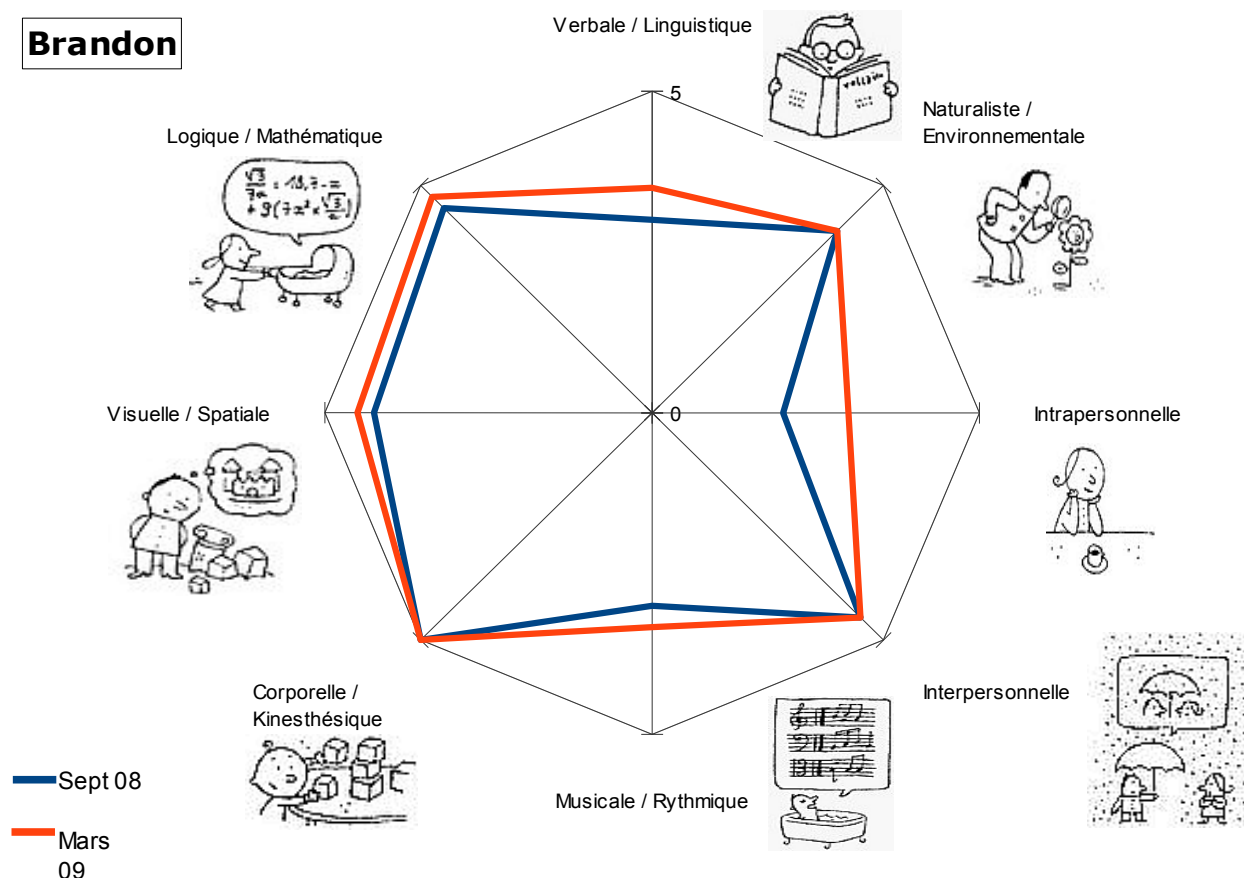 Brandon
Verbale / Linguistique
5
Naturaliste /
Environnementale
Logique / Mathématique
0
Visuelle / Spatiale
Intrapersonnelle
Corporelle /
Kinesthésique
Interpersonnelle
Musicale / Rythmique
Sept 08
Mars
09